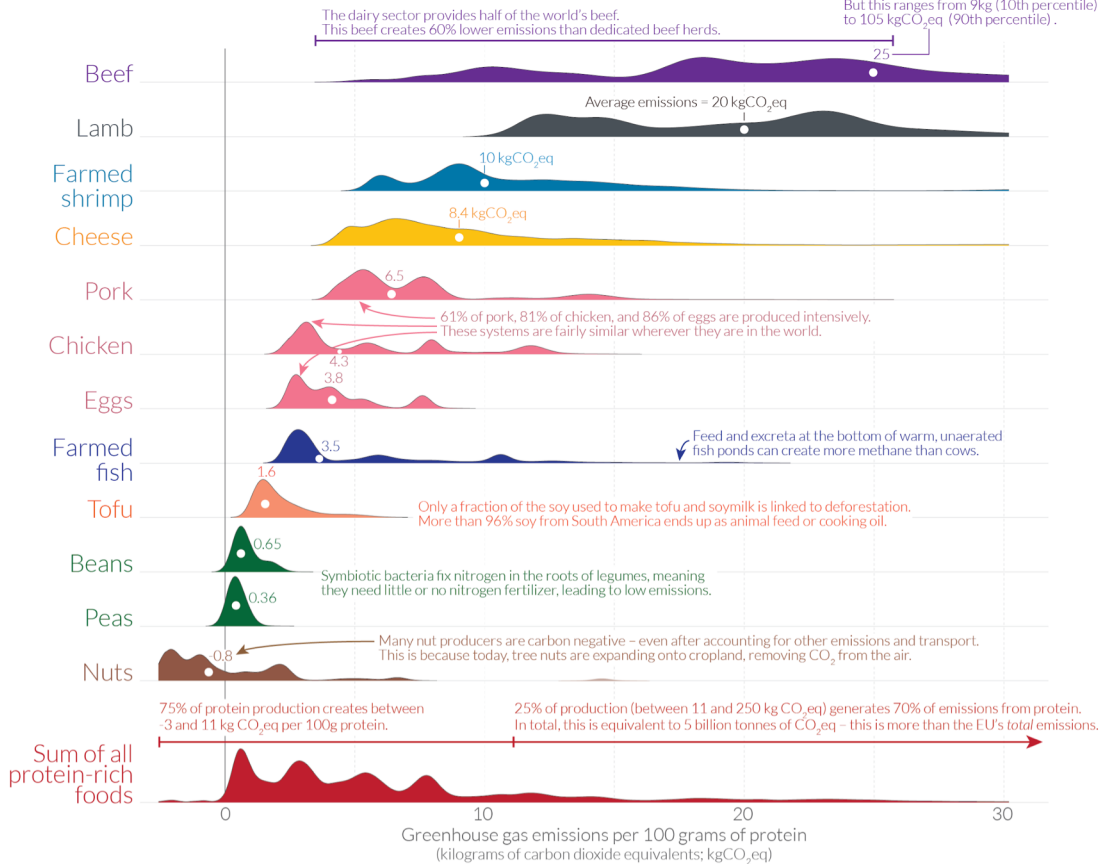 The dairy sector provides half of the world's beef.
This beef creates 60% lower emissions than dedicated beef herds.
But this ranges from 9kg (10th percentile)
to 105 kgCO₂eq (90th percentile) .
Beef
25
Lamb
Average emissions = 20 kgCO₂eq
Farmed
shrimp
10 kgCO₂eq
Cheese
8.4 kgCO₂eq
Pork
6.5
61% of pork, 81% of chicken, and 86% of eggs are produced intensively.
These systems are fairly similar wherever they are in the world.
Chicken
4.3
Eggs
3.8
Farmed
fish
3.5
Feed and excreta at the bottom of warm, unaerated
fish ponds can create more methane than cows.
Tofu
1.6
Only a fraction of the soy used to make tofu and soymilk is linked to deforestation.
More than 96% soy from South America ends up as animal feed or cooking oil.
Beans
0.65
Symbiotic bacteria fix nitrogen in the roots of legumes, meaning
they need little or no nitrogen fertilizer, leading to low emissions.
Peas
0.36
Nuts
-0.8
Many nut producers are carbon negative – even after accounting for other emissions and transport.
This is because today, tree nuts are expanding onto cropland, removing CO₂ from the air.
75% of protein production creates between
-3 and 11 kg CO₂eq per 100g protein.
25% of production (between 11 and 250 kg CO₂eq) generates 70% of emissions from protein.
In total, this is equivalent to 5 billion tonnes of CO₂eq – this is more than the EU's total emissions.
Sum of all
protein-rich
foods
0
10
20
30
Greenhouse gas emissions per 100 grams of protein
(kilograms of carbon dioxide equivalents; kgCO₂eq)